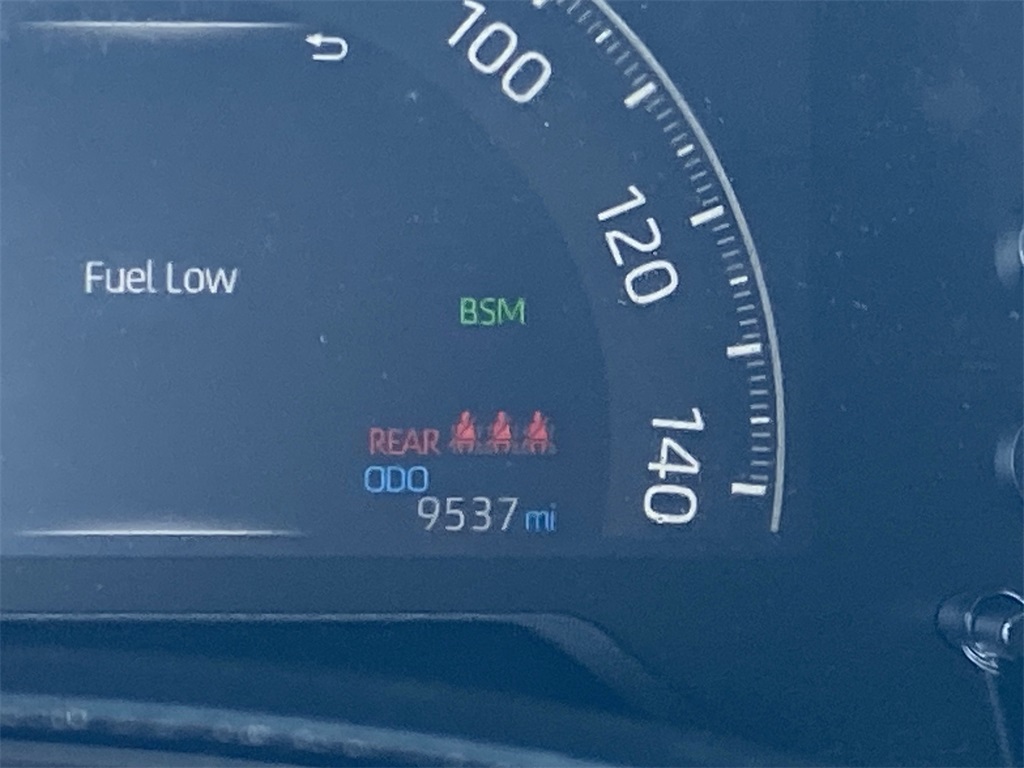 100
120
Fuel Low
BSM
140
REAR
ODO
9537 mi